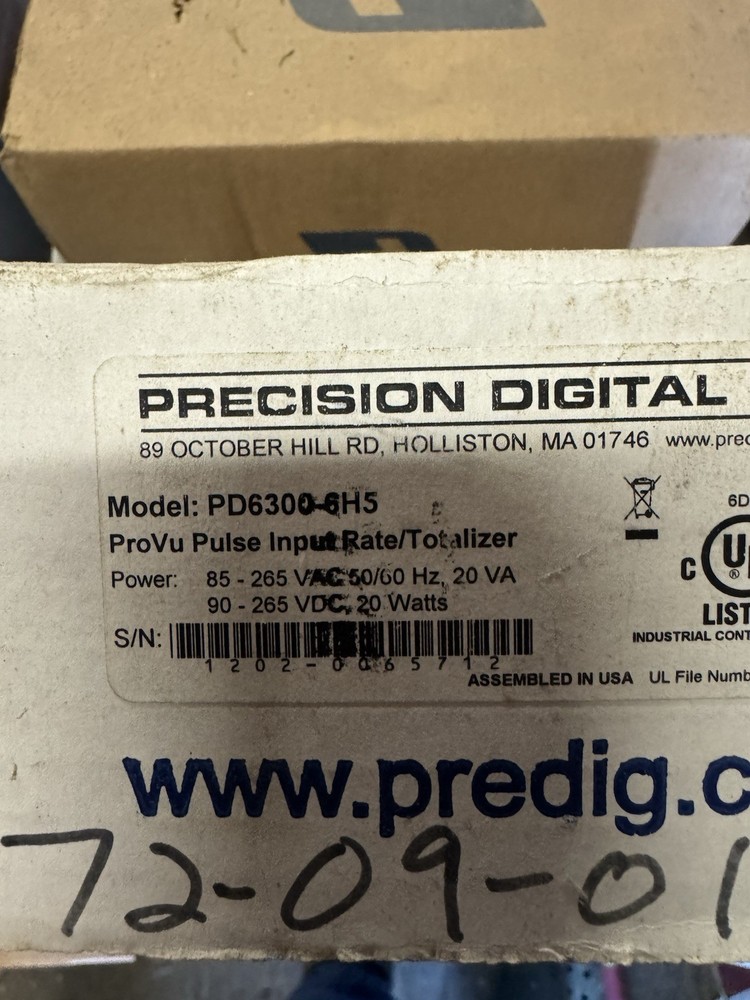 PRECISION DIGITAL
89 OCTOBER HILL RD, HOLLISTON, MA 01746 www.prec
Model: PD6300-6H5
ProVu Pulse Input Rate/Totalizer
6D
Power: 85 - 265 VAC 50/60 Hz, 20 VA
90 - 265 VDC, 20 Watts
C U ®
LIST
S/N:
INDUSTRIAL CONT
1202-0065712
ASSEMBLED IN USA UL File Numb
www.predig.c
72-09-01